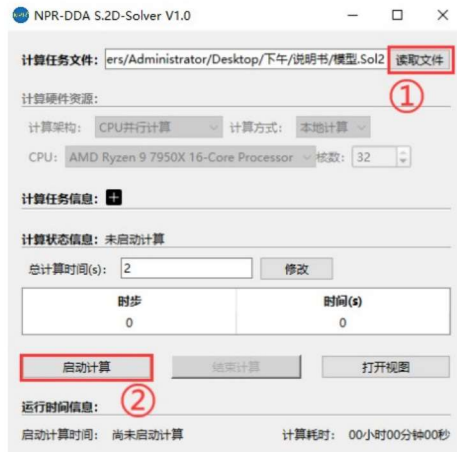 NPR NPR-DDA S.2D-Solver V1.0
计算任务文件: ers/Administrator/Desktop/下午/说明书/模型.Sol2 读取文件
①
计算硬件资源:
计算架构: CPU并行计算 计算方式: 本地计算
CPU: AMD Ryzen 9 7950X 16-Core Processor 核数: 32
计算任务信息:
计算状态信息: 未启动计算
总计算时间(s): 2 修改
时步 时间(s)
0 0
启动计算 结束计算 打开视图
②
运行时间信息:
启动计算时间: 尚未启动计算 计算耗时: 00小时00分钟00秒